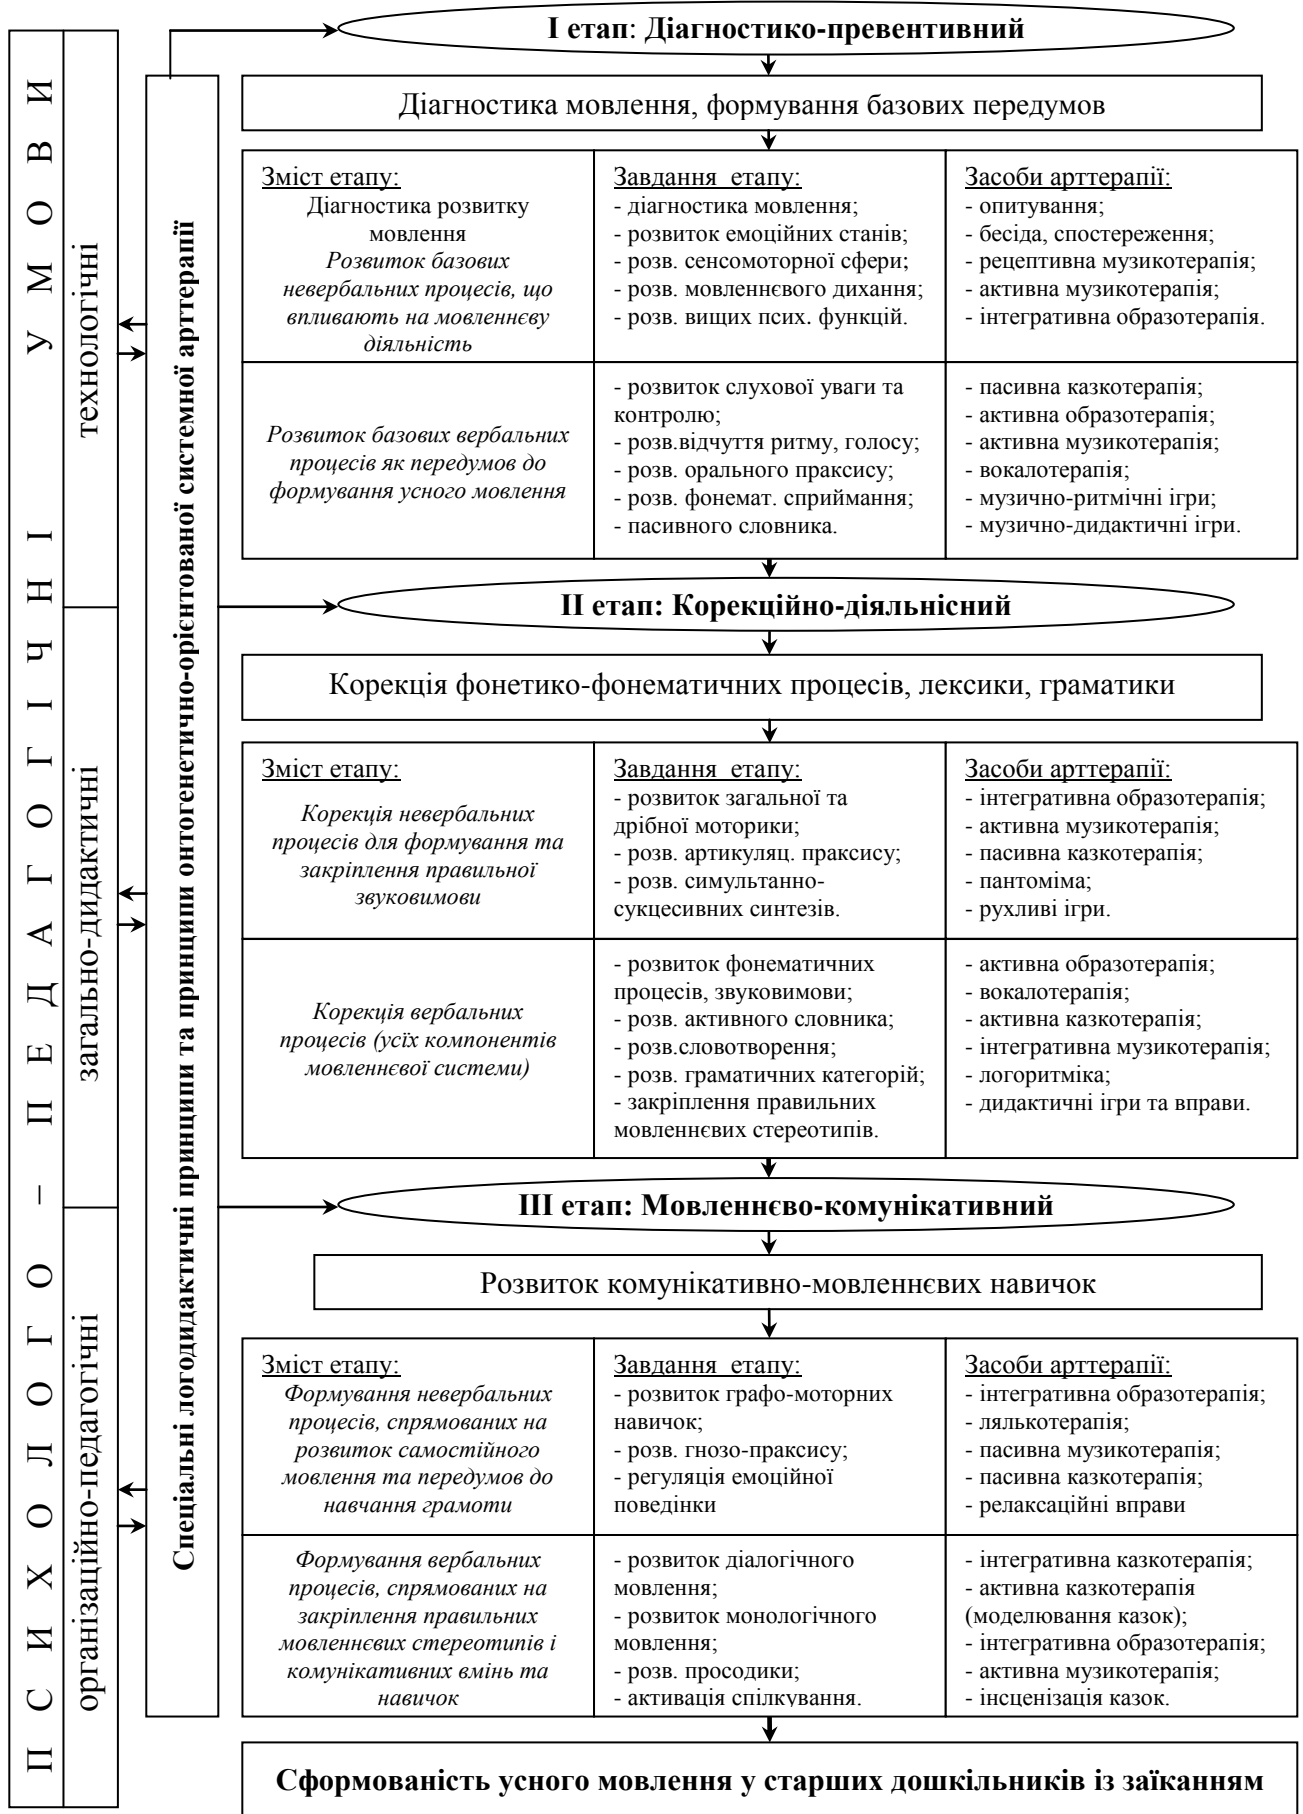 ПСИХОЛОГО – ПЕДАГОГІЧНІ УМОВИ
технологічні
загально-дидактичні
організаційно-педагогічні
Спеціальні логодидактичні принципи та принципи онтогенетично-орієнтованої системної арттерапії
І етап: Діагностико-превентивний
Діагностика мовлення, формування базових передумов
Зміст етапу:
Діагностика розвитку
мовлення
Розвиток базових
невербальних процесів, що
впливають на мовленнєву
діяльність
Завдання етапу:
- діагностика мовлення;
- розвиток емоційних станів;
- розв. сенсомоторної сфери;
- розв. мовленнєвого дихання;
- розв. вищих псих. функцій.
Засоби арттерапії:
- опитування;
- бесіда, спостереження;
- рецептивна музикотерапія;
- активна музикотерапія;
- інтегративна образотерапія.
Розвиток базових вербальних
процесів як передумов до
формування усного мовлення
- розвиток слухової уваги та
контролю;
- розв.відчуття ритму, голосу;
- розв. орального праксису;
- розв. фонемат. сприймання;
- пасивного словника.
- пасивна казкотерапія;
- активна образотерапія;
- активна музикотерапія;
- вокалотерапія;
- музично-ритмічні ігри;
- музично-дидактичні ігри.
ІІ етап: Корекційно-діяльнісний
Корекція фонетико-фонематичних процесів, лексики, граматики
Зміст етапу:
Корекція невербальних
процесів для формування та
закріплення правильної
звуковимови
Завдання етапу:
- розвиток загальної та
дрібної моторики;
- розв. артикуляц. праксису;
- розв. симультанно-
сукцесивних синтезів.
Засоби арттерапії:
- інтегративна образотерапія;
- активна музикотерапія;
- пасивна казкотерапія;
- пантоміма;
- рухливі ігри.
Корекція вербальних
процесів (усіх компонентів
мовленнєвої системи)
- розвиток фонематичних
процесів, звуковимови;
- розв. активного словника;
- розв.словотворення;
- розв. граматичних категорій;
- закріплення правильних
мовленнєвих стереотипів.
- активна образотерапія;
- вокалотерапія;
- активна казкотерапія;
- інтегративна музикотерапія;
- логоритміка;
- дидактичні ігри та вправи.
ІІІ етап: Мовленнєво-комунікативний
Розвиток комунікативно-мовленнєвих навичок
Зміст етапу:
Формування невербальних
процесів, спрямованих на
розвиток самостійного
мовлення та передумов до
навчання грамоти
Завдання етапу:
- розвиток графо-моторних
навичок;
- розв. гнозо-праксису;
- регуляція емоційної
поведінки
Засоби арттерапії:
- інтегративна образотерапія;
- лялькотерапія;
- пасивна музикотерапія;
- пасивна казкотерапія;
- релаксаційні вправи
Формування вербальних
процесів, спрямованих на
закріплення правильних
мовленнєвих стереотипів і
комунікативних вмінь та
навичок
- розвиток діалогічного
мовлення;
- розвиток монологічного
мовлення;
- розв. просодики;
- активація спілкування.
- інтегративна казкотерапія;
- активна казкотерапія
(моделювання казок);
- інтегративна образотерапія;
- активна музикотерапія;
- інсценізація казок.
Сформованість усного мовлення у старших дошкільників із заїканням